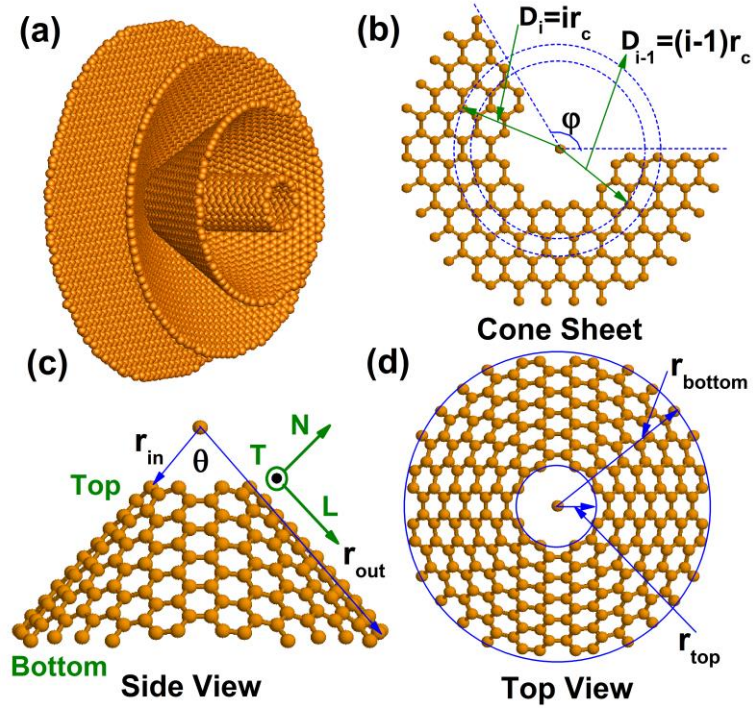 (a)
(b)
D_i=ir_c
D_{i-1}=(i-1)r_c
φ
Cone Sheet
(c)
r_in
θ
N
T
L
Top
r_out
Bottom
Side View
(d)
r_bottom
r_top
Top View